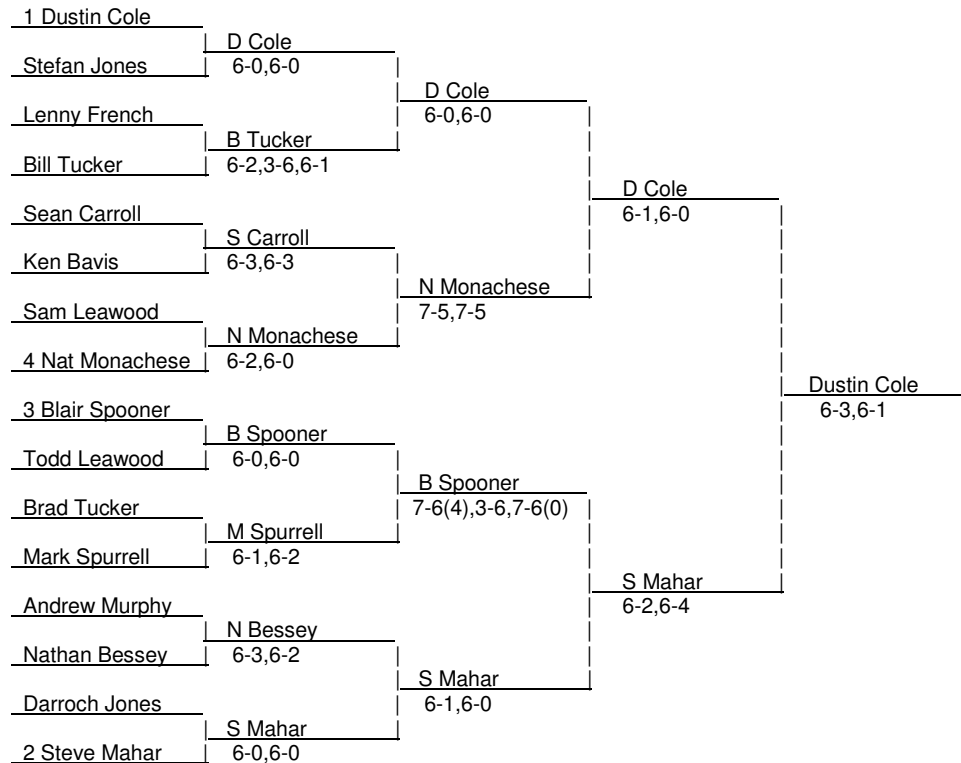 1 Dustin Cole
D Cole
Stefan Jones
6-0,6-0
D Cole
Lenny French
6-0,6-0
B Tucker
Bill Tucker
6-2,3-6,6-1
D Cole
Sean Carroll
6-1,6-0
S Carroll
Ken Bavis
6-3,6-3
N Monachese
Sam Leawood
7-5,7-5
N Monachese
4 Nat Monachese
6-2,6-0
Dustin Cole
3 Blair Spooner
6-3,6-1
B Spooner
Todd Leawood
6-0,6-0
B Spooner
Brad Tucker
7-6(4),3-6,7-6(0)
M Spurrell
Mark Spurrell
6-1,6-2
S Mahar
Andrew Murphy
6-2,6-4
N Bessey
Nathan Bessey
6-3,6-2
S Mahar
Darroch Jones
6-1,6-0
S Mahar
2 Steve Mahar
6-0,6-0